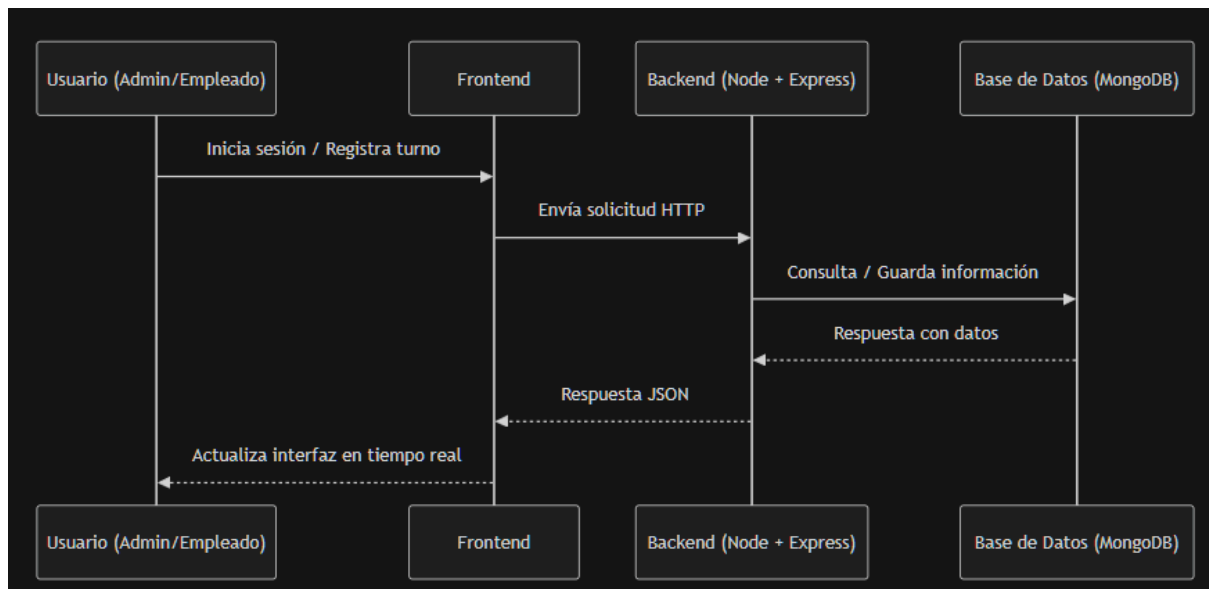 Usuario (Admin/Empleado)
Frontend
Backend (Node + Express)
Base de Datos (MongoDB)
Inicia sesión / Registra turno
Envía solicitud HTTP
Consulta / Guarda información
Respuesta con datos
Respuesta JSON
Actualiza interfaz en tiempo real
Usuario (Admin/Empleado)
Frontend
Backend (Node + Express)
Base de Datos (MongoDB)